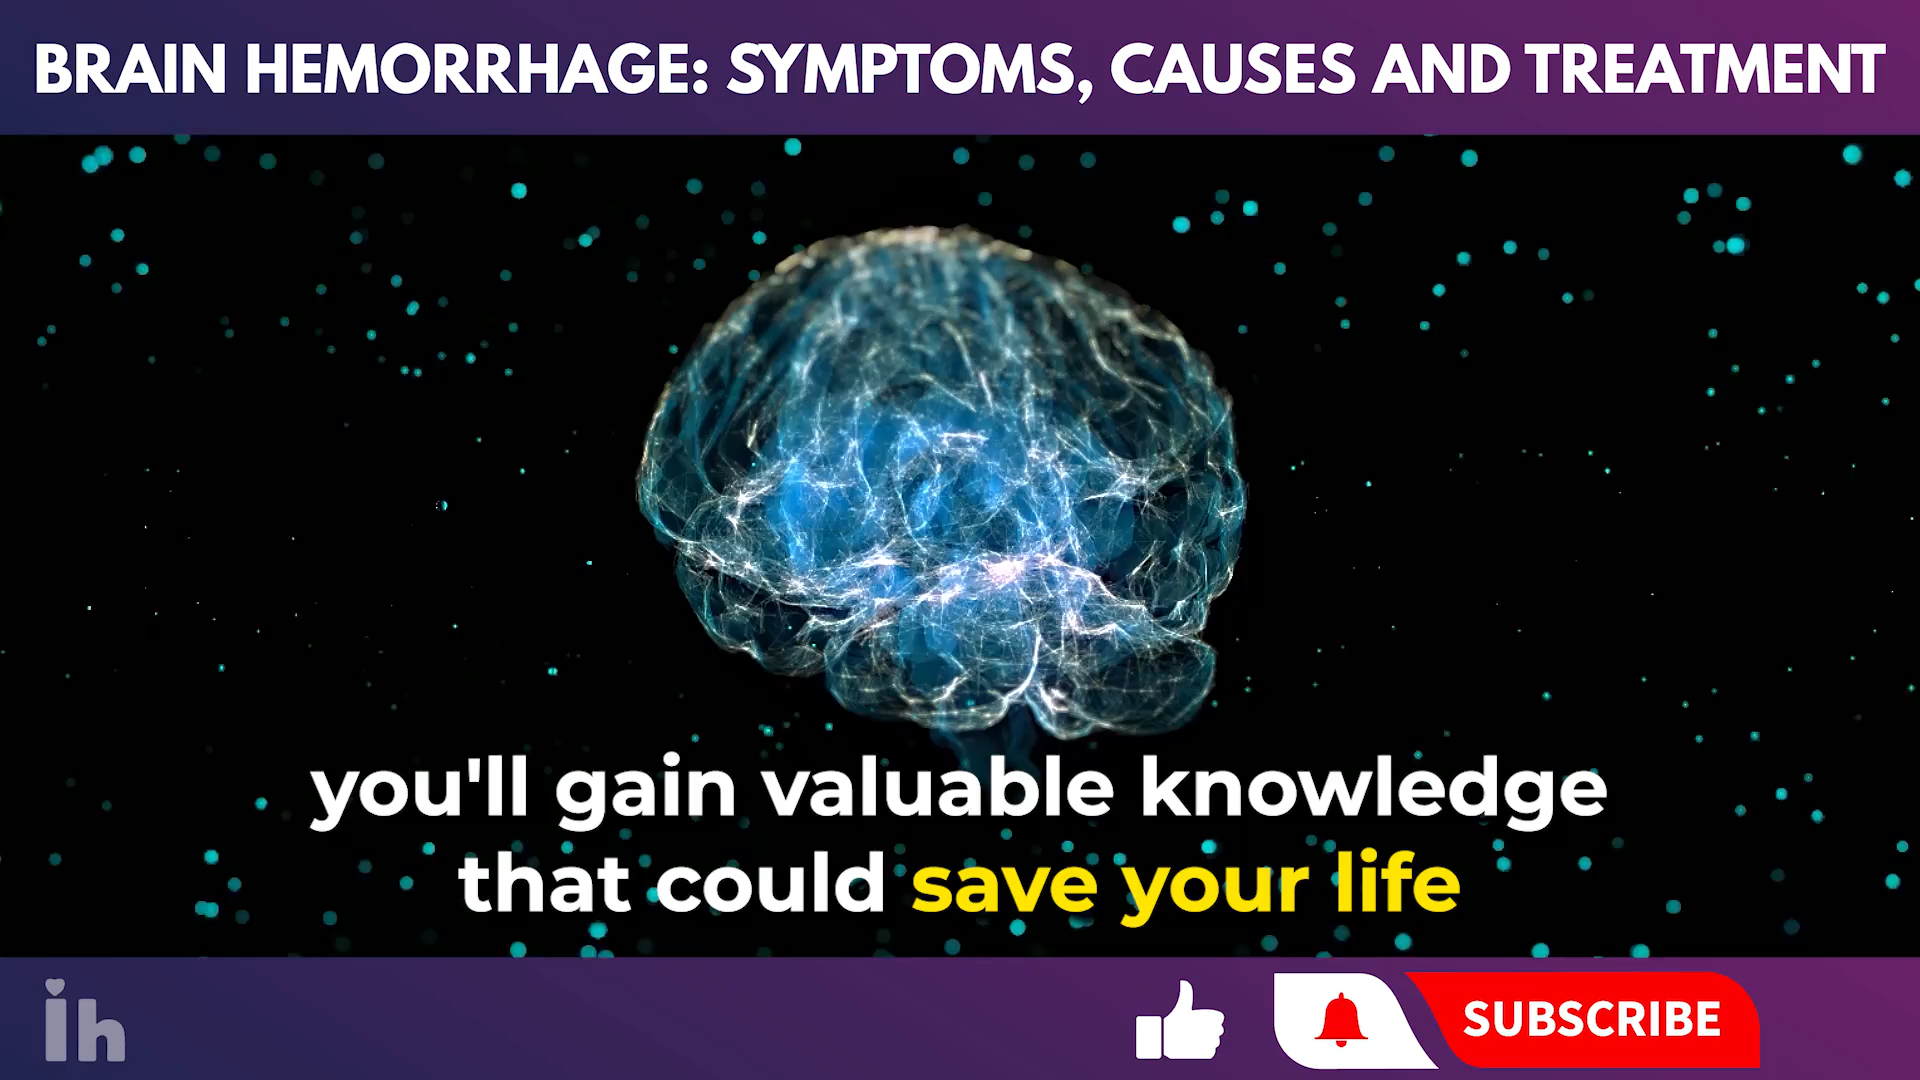 BRAIN HEMORRHAGE: SYMPTOMS, CAUSES AND TREATMENT
you'll gain valuable knowledge
that could save your life
ih
SUBSCRIBE